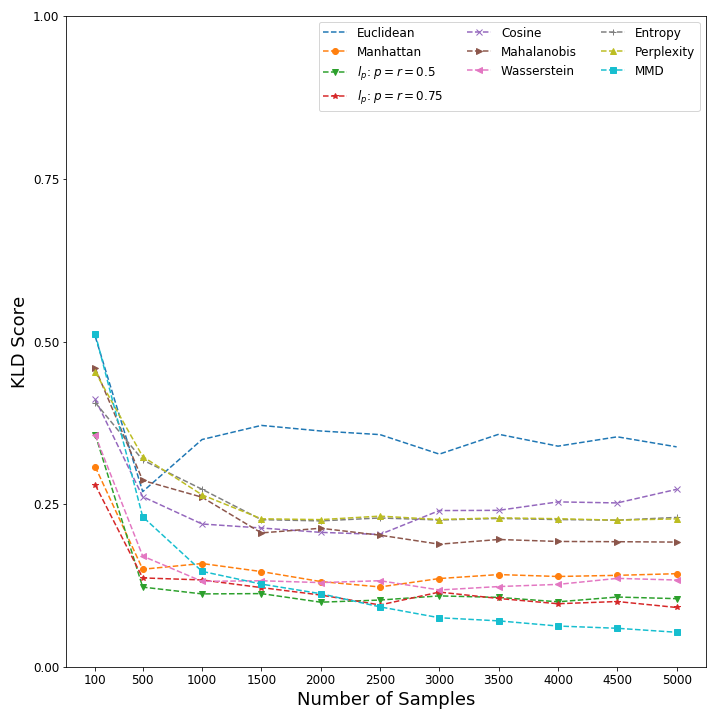 1.00
0.75
0.50
0.25
0.00
KLD Score
Euclidean
Manhattan
l_p: p = r = 0.5
l_p: p = r = 0.75
Cosine
Mahalanobis
Wasserstein
Entropy
Perplexity
MMD
100 500 1000 1500 2000 2500 3000 3500 4000 4500 5000
Number of Samples